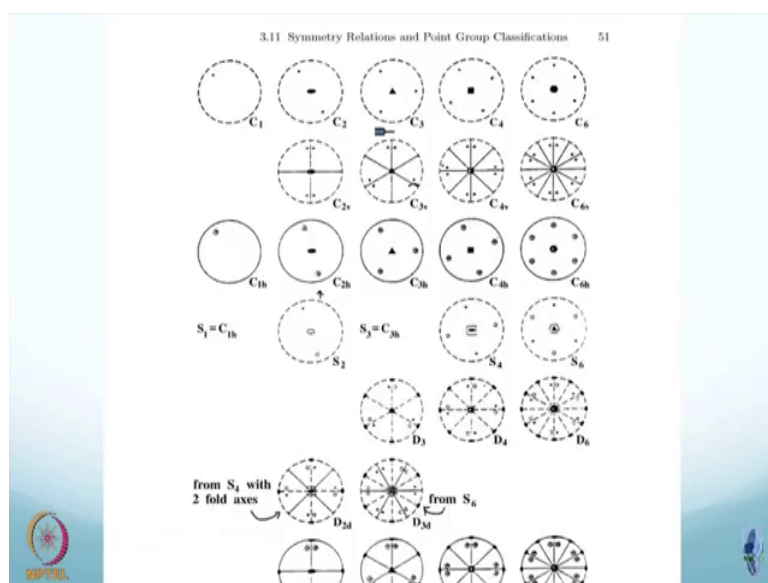 3.11 Symmetry Relations and Point Group Classifications 51
C1 C2 C3 C4 C6
C2v C3v C4v C6v
C1h C2h C3h C4h C6h
S1 = C1h S2 S3 = C3h S4 S6
D3 D4 D6
from S4 with
2 fold axes
D2d D3d from S6
NPTEL